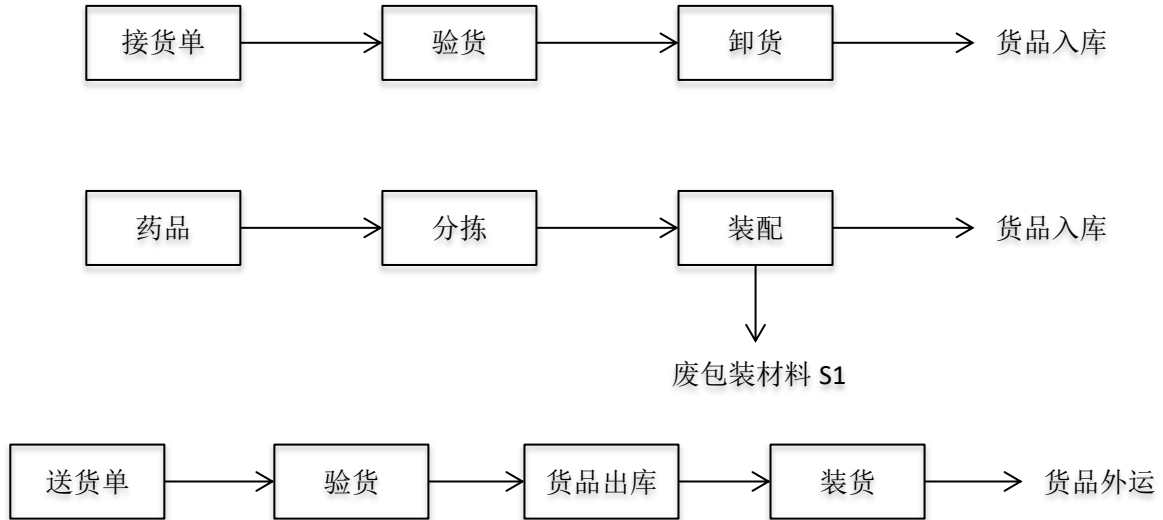 接货单 验货 卸货 货品入库
药品 分拣 装配 货品入库
废包装材料 S1
送货单 验货 货品出库 装货 货品外运